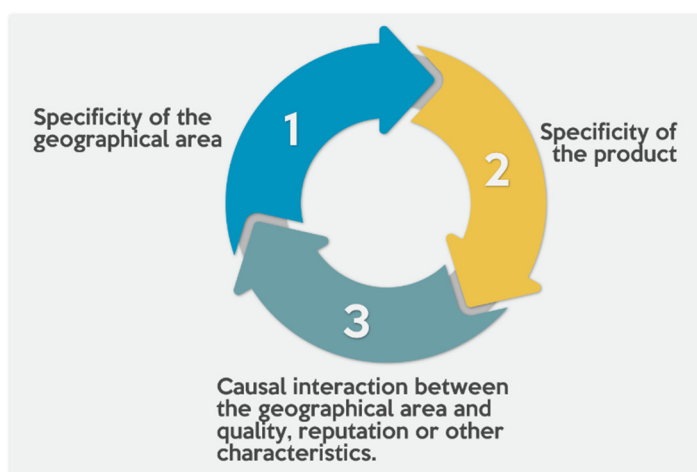 1
Specificity of the
geographical area
2
Specificity of
the product
3
Causal interaction between
the geographical area and
quality, reputation or other
characteristics.